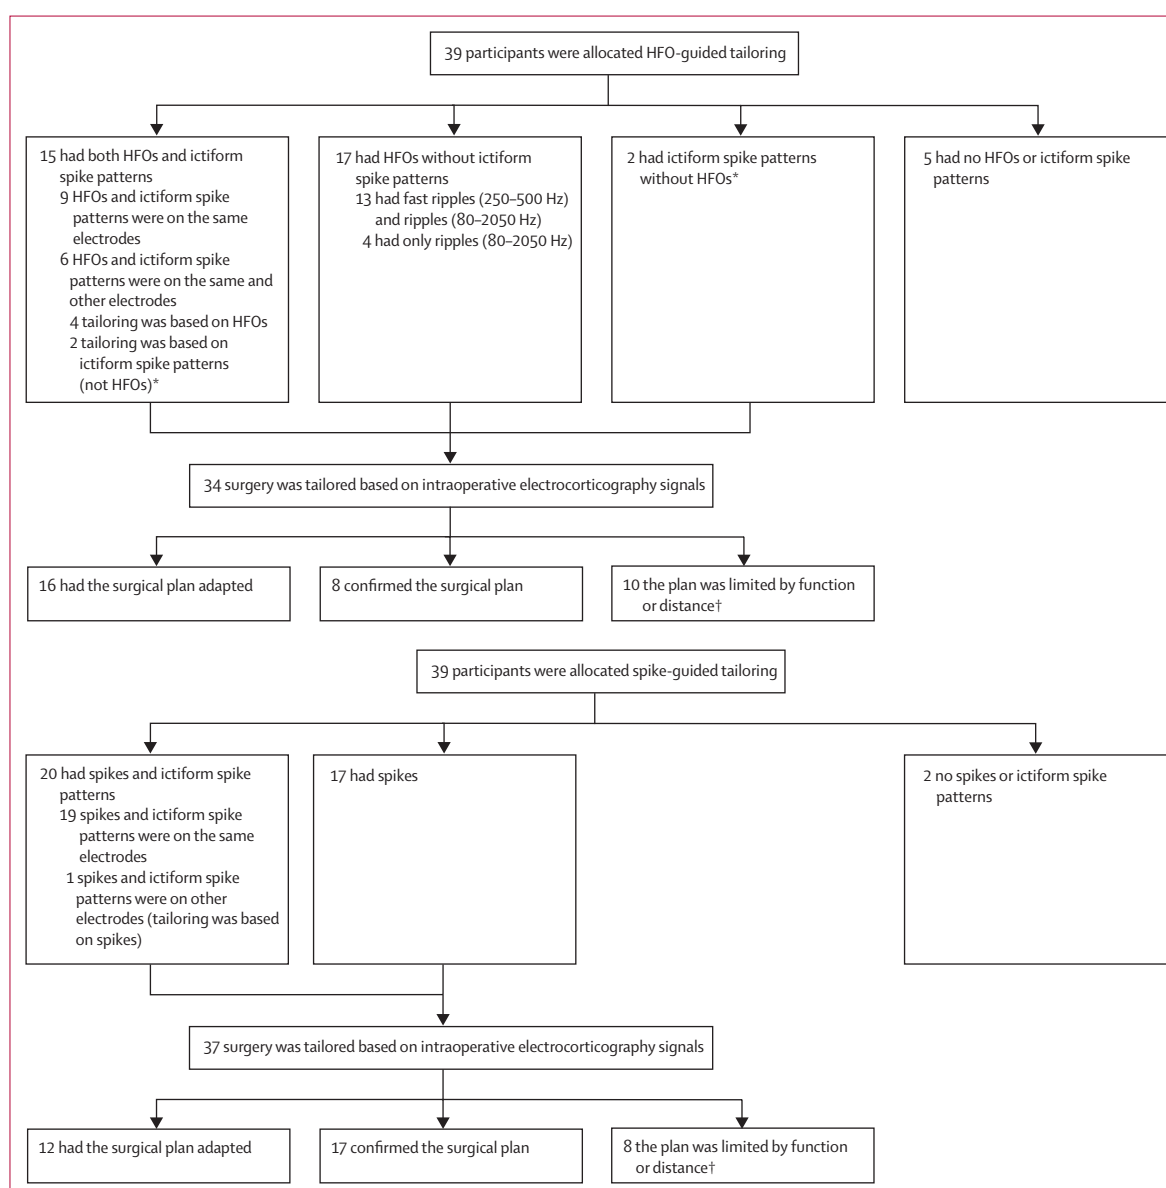 39 participants were allocated HFO-guided tailoring
15 had both HFOs and ictiform
spike patterns
9 HFOs and ictiform spike
patterns were on the same
electrodes
6 HFOs and ictiform spike
patterns were on the same and
other electrodes
4 tailoring was based on HFOs
2 tailoring was based on
ictiform spike patterns
(not HFOs)*
17 had HFOs without ictiform
spike patterns
13 had fast ripples (250–500 Hz)
and ripples (80–2050 Hz)
4 had only ripples (80–2050 Hz)
2 had ictiform spike patterns
without HFOs*
5 had no HFOs or ictiform spike
patterns
34 surgery was tailored based on intraoperative electrocorticography signals
16 had the surgical plan adapted
8 confirmed the surgical plan
10 the plan was limited by function
or distance†
39 participants were allocated spike-guided tailoring
20 had spikes and ictiform spike
patterns
19 spikes and ictiform spike
patterns were on the same
electrodes
1 spikes and ictiform spike
patterns were on other
electrodes (tailoring was based
on spikes)
17 had spikes
2 no spikes or ictiform spike
patterns
37 surgery was tailored based on intraoperative electrocorticography signals
12 had the surgical plan adapted
17 confirmed the surgical plan
8 the plan was limited by function
or distance†